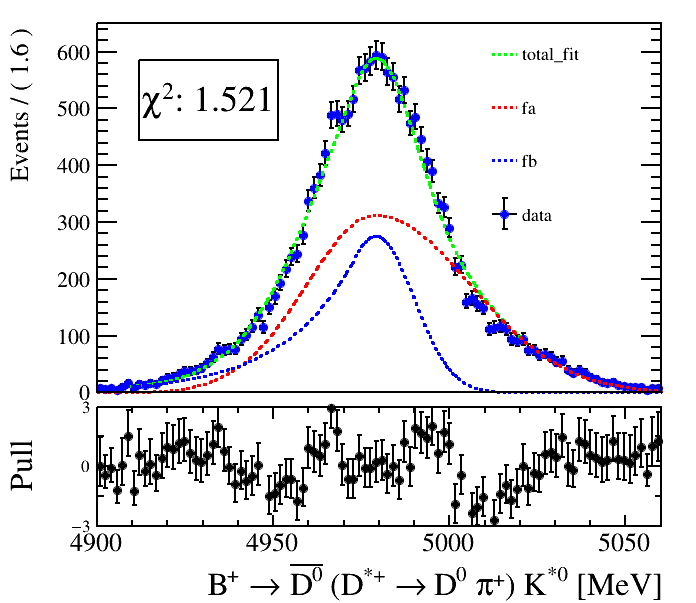 Events / ( 1.6 )
600
500
400
300
200
100
0
χ²: 1.521
total_fit
fa
fb
data
Pull
3
0
−3
4900 4950 5000 5050
B⁺ → D̅⁰ (D*⁺ → D⁰ π⁺) K*⁰ [MeV]